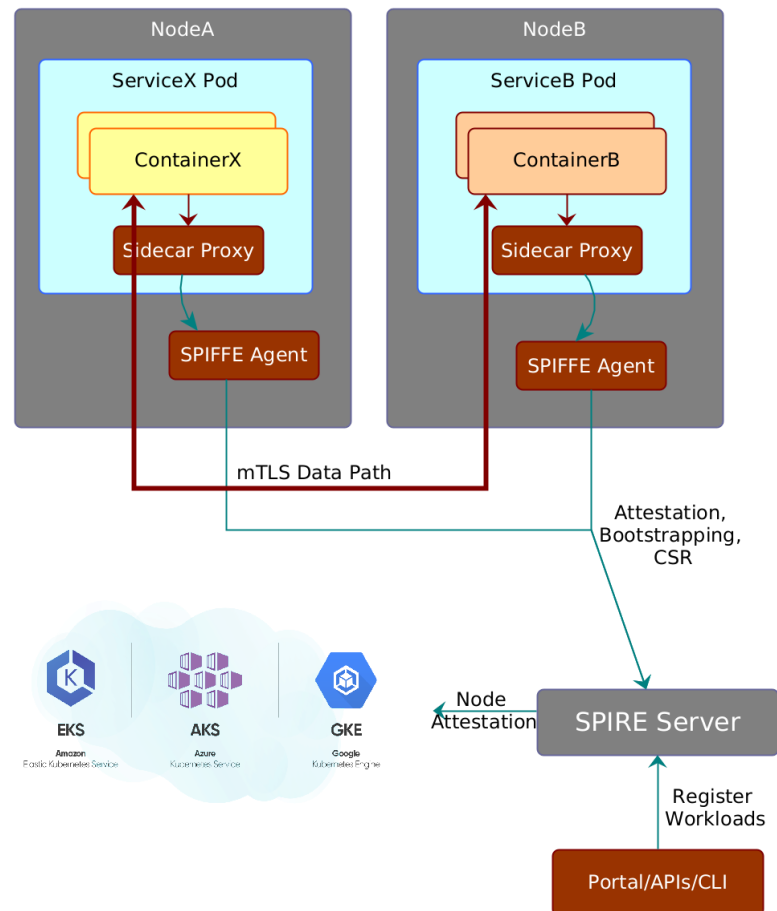 NodeA
NodeB
ServiceX Pod
ServiceB Pod
ContainerX
ContainerB
Sidecar Proxy
Sidecar Proxy
SPIFFE Agent
SPIFFE Agent
mTLS Data Path
Attestation,
Bootstrapping,
CSR
K
EKS
Amazon
Elastic Kubernetes Service
AKS
Azure
Kubernetes Service
GKE
Google
Kubernetes Engine
Node
Attestation
SPIRE Server
Register
Workloads
Portal/APIs/CLI